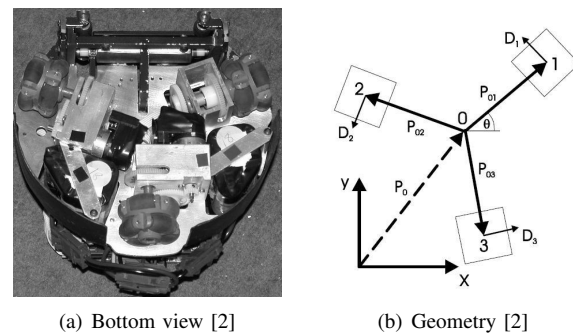 D₁
1
2
P₀₁
0
θ
D₂
P₀₂
P₀
P₀₃
y
3
D₃
X
(a) Bottom view [2]
(b) Geometry [2]